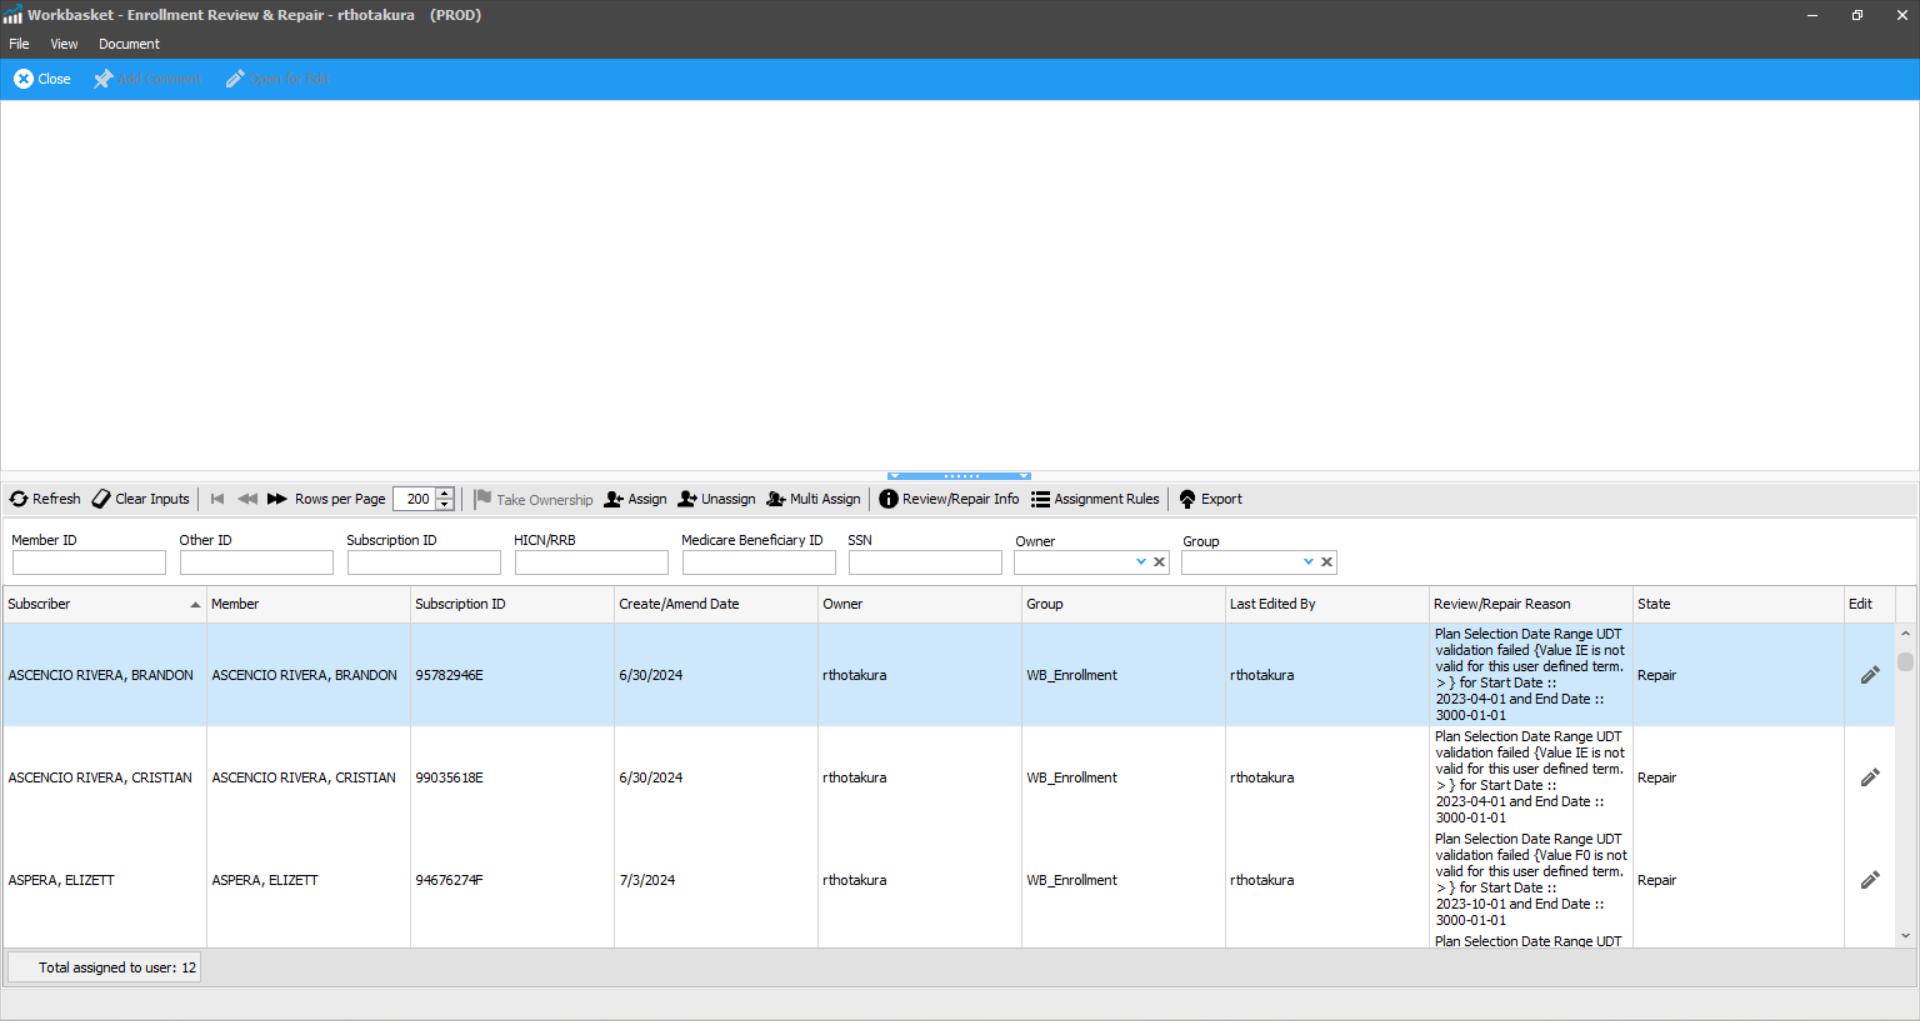 Workbasket - Enrollment Review & Repair - rthotakura (PROD)
File View Document
Close Add Comment Open for Edit
Refresh Clear Inputs Rows per Page 200 Take Ownership Assign Unassign Multi Assign Review/Repair Info Assignment Rules Export
Member ID Other ID Subscription ID HICN/RRB Medicare Beneficiary ID SSN Owner Group
Subscriber Member Subscription ID Create/Amend Date Owner Group Last Edited By Review/Repair Reason State Edit
Plan Selection Date Range UDT
validation failed {Value IE is not
valid for this user defined term.
ASCENCIO RIVERA, BRANDON ASCENCIO RIVERA, BRANDON 95782946E 6/30/2024 rthotakura WB_Enrollment rthotakura > } for Start Date :: Repair
2023-04-01 and End Date ::
3000-01-01
Plan Selection Date Range UDT
validation failed {Value IE is not
valid for this user defined term.
ASCENCIO RIVERA, CRISTIAN ASCENCIO RIVERA, CRISTIAN 99035618E 6/30/2024 rthotakura WB_Enrollment rthotakura > } for Start Date :: Repair
2023-04-01 and End Date ::
3000-01-01
Plan Selection Date Range UDT
validation failed {Value F0 is not
valid for this user defined term.
ASPERA, ELIZETT ASPERA, ELIZETT 94676274F 7/3/2024 rthotakura WB_Enrollment rthotakura > } for Start Date :: Repair
2023-10-01 and End Date ::
3000-01-01
Plan Selection Date Range UDT
Total assigned to user: 12